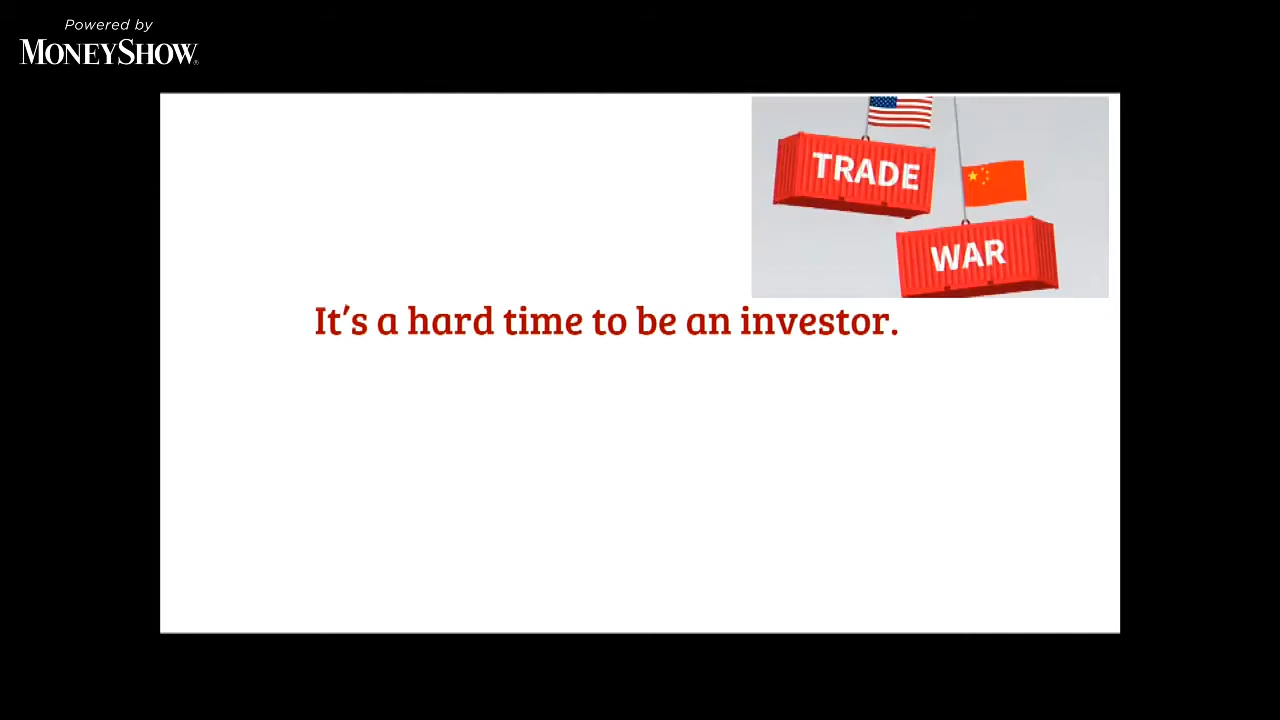 Powered by
MONEYSHOW®
TRADE
WAR
It's a hard time to be an investor.